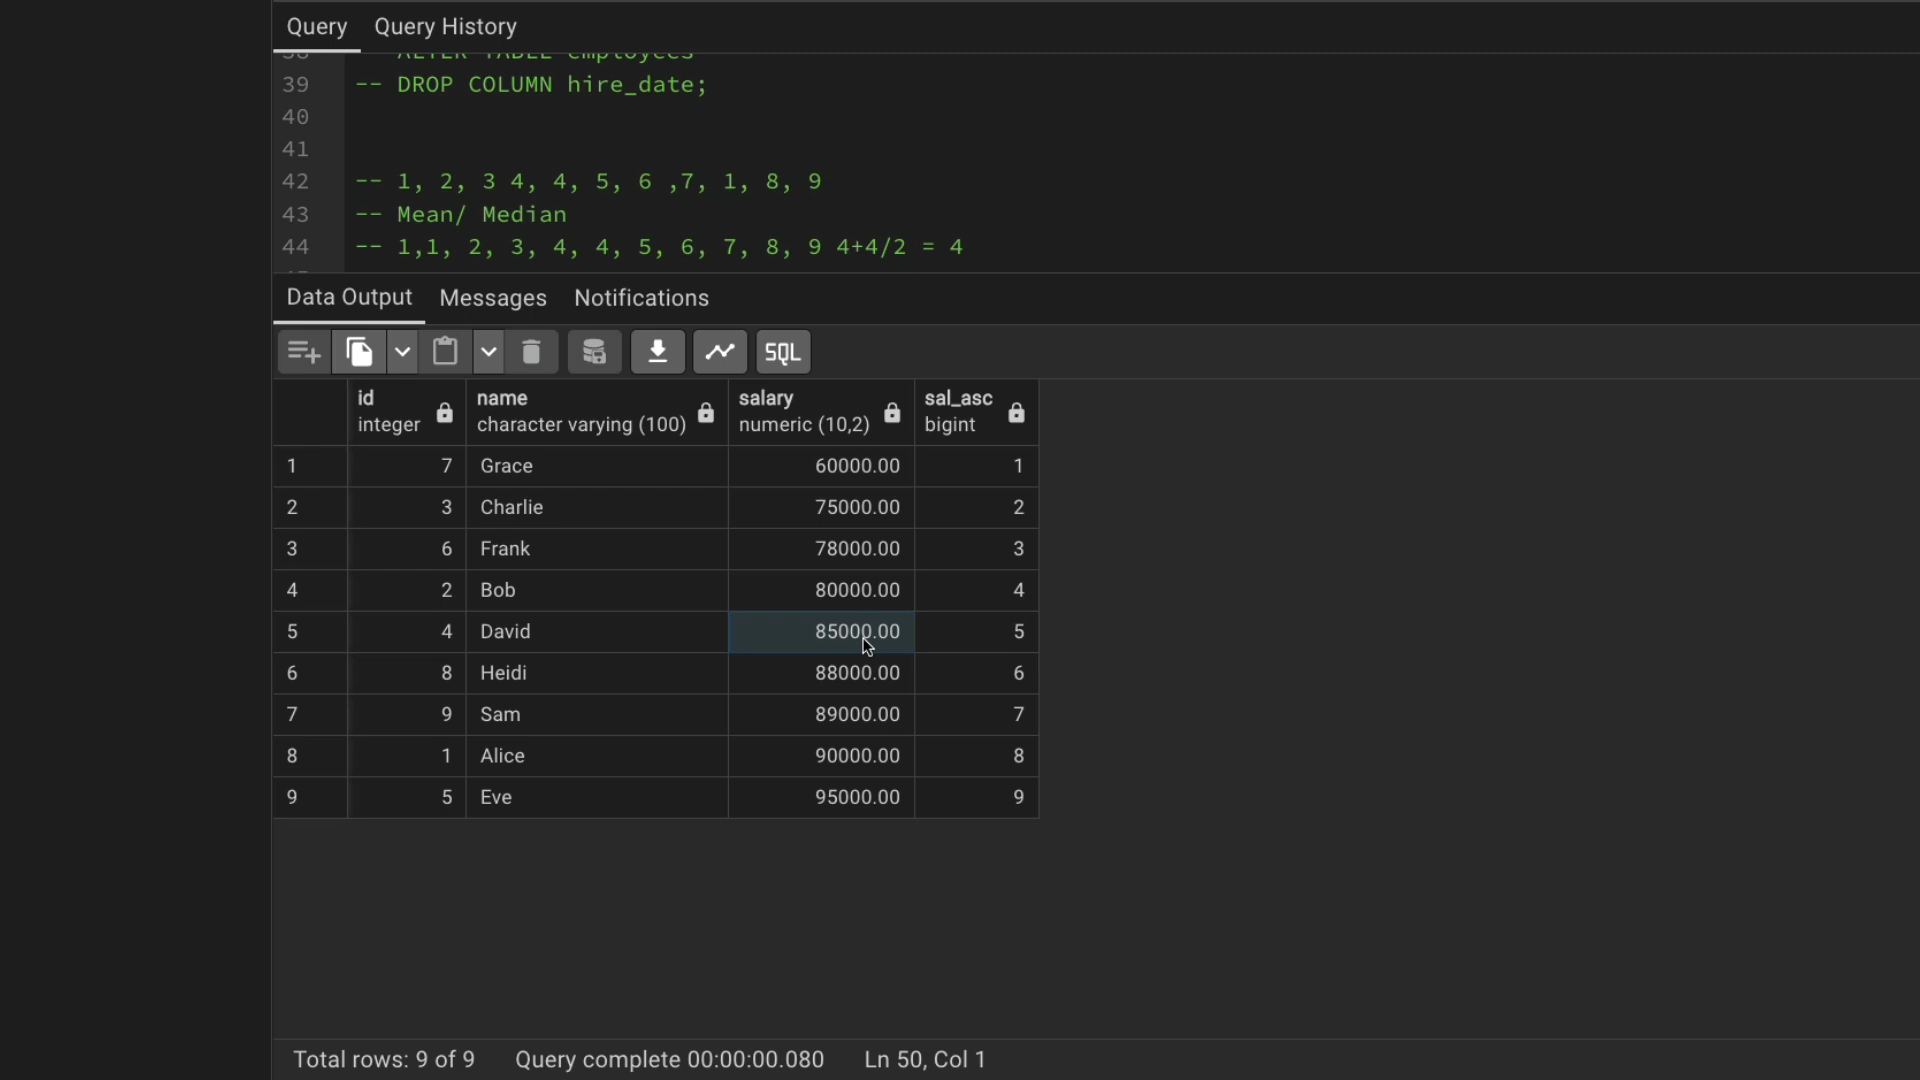 Query Query History
38 -- ALTER TABLE employees
39 -- DROP COLUMN hire_date;
40
41
42 -- 1, 2, 3 4, 4, 5, 6 ,7, 1, 8, 9
43 -- Mean/ Median
44 -- 1,1, 2, 3, 4, 4, 5, 6, 7, 8, 9 4+4/2 = 4
Data Output Messages Notifications
SQL
id name salary sal_asc
integer character varying (100) numeric (10,2) bigint
1 7 Grace 60000.00 1
2 3 Charlie 75000.00 2
3 6 Frank 78000.00 3
4 2 Bob 80000.00 4
5 4 David 85000.00 5
6 8 Heidi 88000.00 6
7 9 Sam 89000.00 7
8 1 Alice 90000.00 8
9 5 Eve 95000.00 9
Total rows: 9 of 9 Query complete 00:00:00.080 Ln 50, Col 1